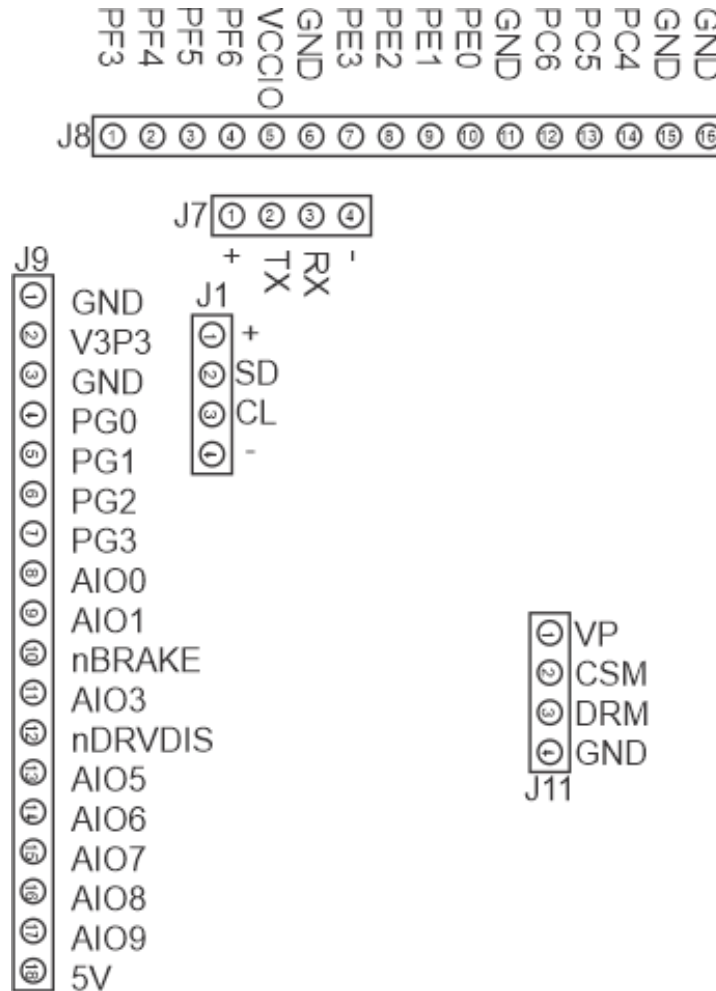 PF3 PF4 PF5 PF6 VCCIO GND PE3 PE2 PE1 PE0 GND PC6 PC5 PC4 GND GND
J8 1 2 3 4 5 6 7 8 9 10 11 12 13 14 15 16
J7 1 2 3 4
+ TX RX -
J9
1 GND
2 V3P3
3 GND
4 PG0
5 PG1
6 PG2
7 PG3
8 AIO0
9 AIO1
10 nBRAKE
11 AIO3
12 nDRVDIS
13 AIO5
14 AIO6
15 AIO7
16 AIO8
17 AIO9
18 5V
J1
1 +
2 SD
3 CL
4 -
1 VP
2 CSM
3 DRM
4 GND
J11